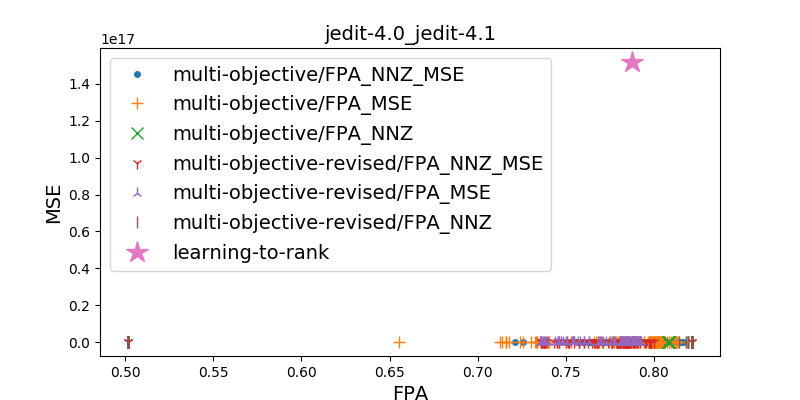 jedit-4.0_jedit-4.1
1e17
multi-objective/FPA_NNZ_MSE
multi-objective/FPA_MSE
multi-objective/FPA_NNZ
multi-objective-revised/FPA_NNZ_MSE
multi-objective-revised/FPA_MSE
multi-objective-revised/FPA_NNZ
learning-to-rank
MSE
1.4
1.2
1.0
0.8
0.6
0.4
0.2
0.0
0.50 0.55 0.60 0.65 0.70 0.75 0.80
FPA